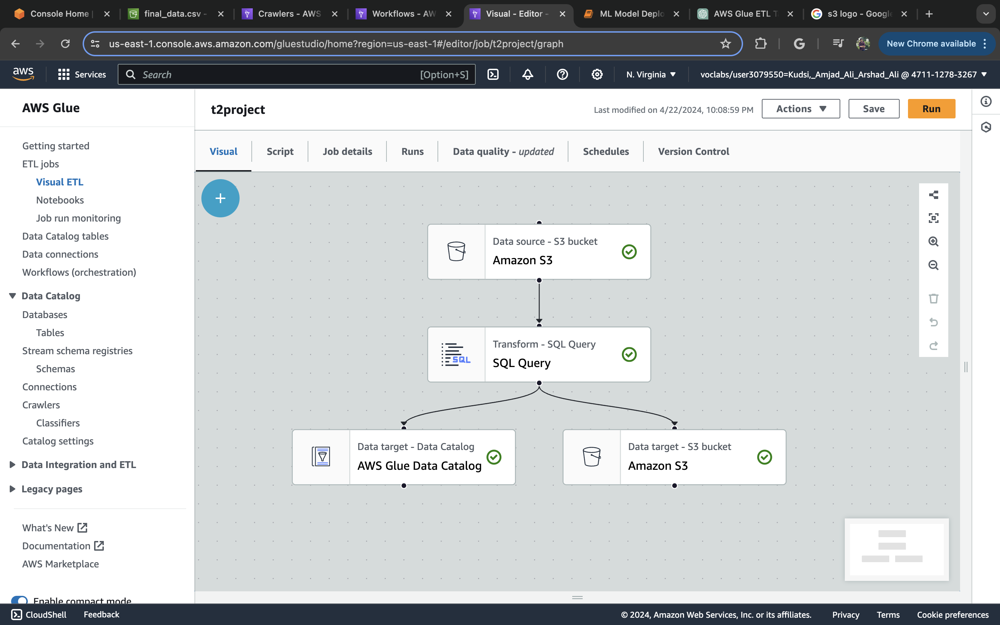 Console Home
final_data.csv -
Crawlers - AWS
Workflows - AW
Visual - Editor -
ML Model Deplo
AWS Glue ETL T
s3 logo - Google
us-east-1.console.aws.amazon.com/gluestudio/home?region=us-east-1#/editor/job/t2project/graph
New Chrome available
aws
Services
Search
[Option+S]
N. Virginia
voclabs/user3079550=Kudsi,_Amjad_Ali_Arshad_Ali @ 4711-1278-3267
AWS Glue
t2project
Last modified on 4/22/2024, 10:08:59 PM
Actions
Save
Run
Visual
Script
Job details
Runs
Data quality - updated
Schedules
Version Control
Getting started
ETL jobs
Visual ETL
Notebooks
Job run monitoring
Data Catalog tables
Data connections
Workflows (orchestration)
Data Catalog
Databases
Tables
Stream schema registries
Schemas
Connections
Crawlers
Classifiers
Catalog settings
Data Integration and ETL
Legacy pages
What's New
Documentation
AWS Marketplace
Enable compact mode
Data source - S3 bucket
Amazon S3
Transform - SQL Query
SQL
SQL Query
Data target - Data Catalog
AWS Glue Data Catalog
Data target - S3 bucket
Amazon S3
CloudShell
Feedback
© 2024, Amazon Web Services, Inc. or its affiliates.
Privacy
Terms
Cookie preferences